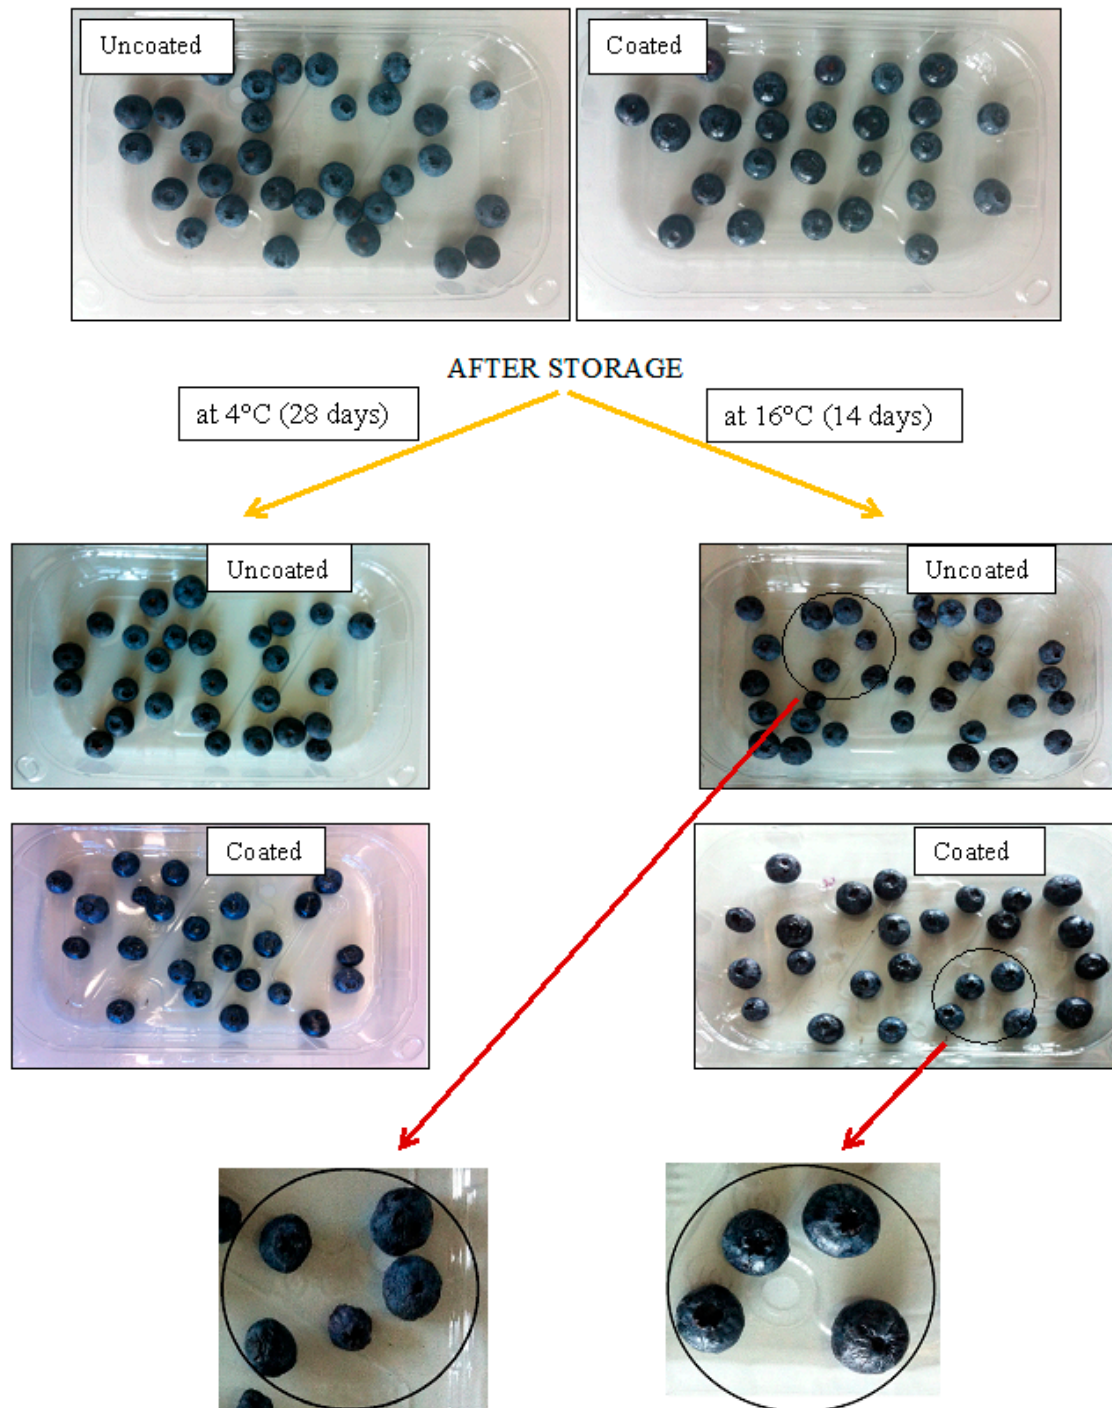 Uncoated
Coated
AFTER STORAGE
at 4°C (28 days)
at 16°C (14 days)
Uncoated
Uncoated
Coated
Coated